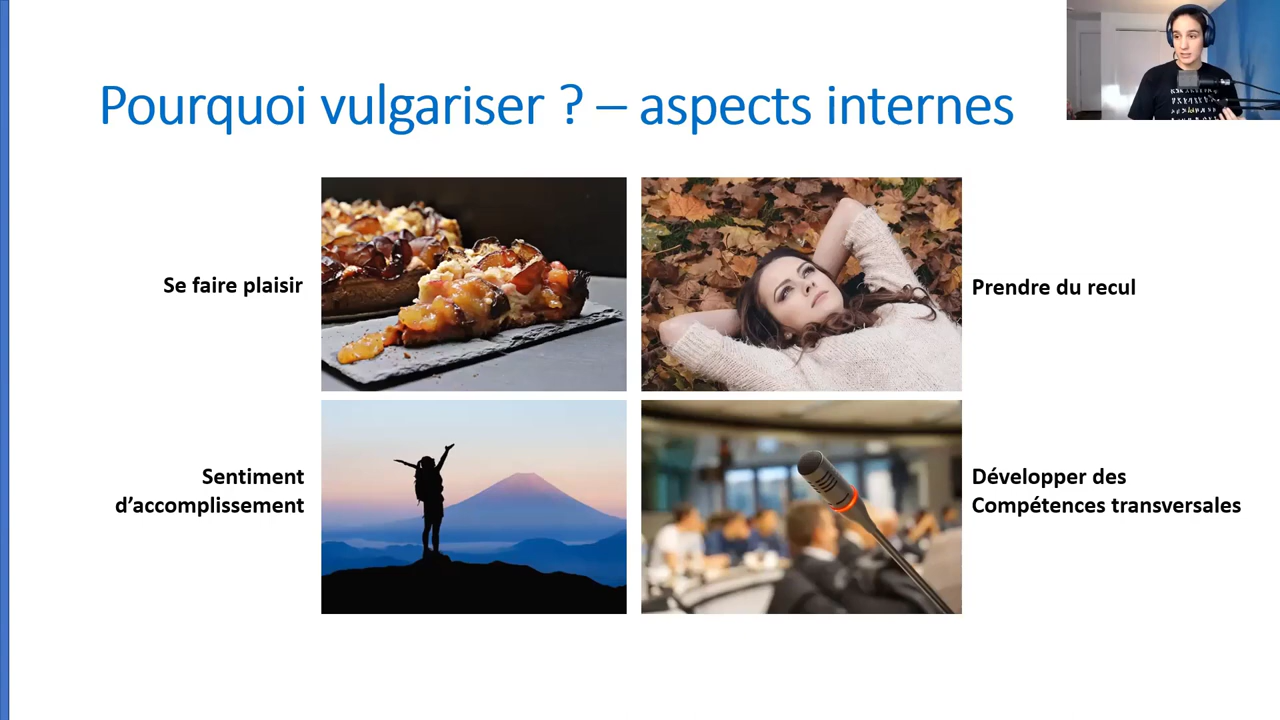 Pourquoi vulgariser ? – aspects internes
Se faire plaisir
Prendre du recul
Sentiment
d’accomplissement
Développer des
Compétences transversales